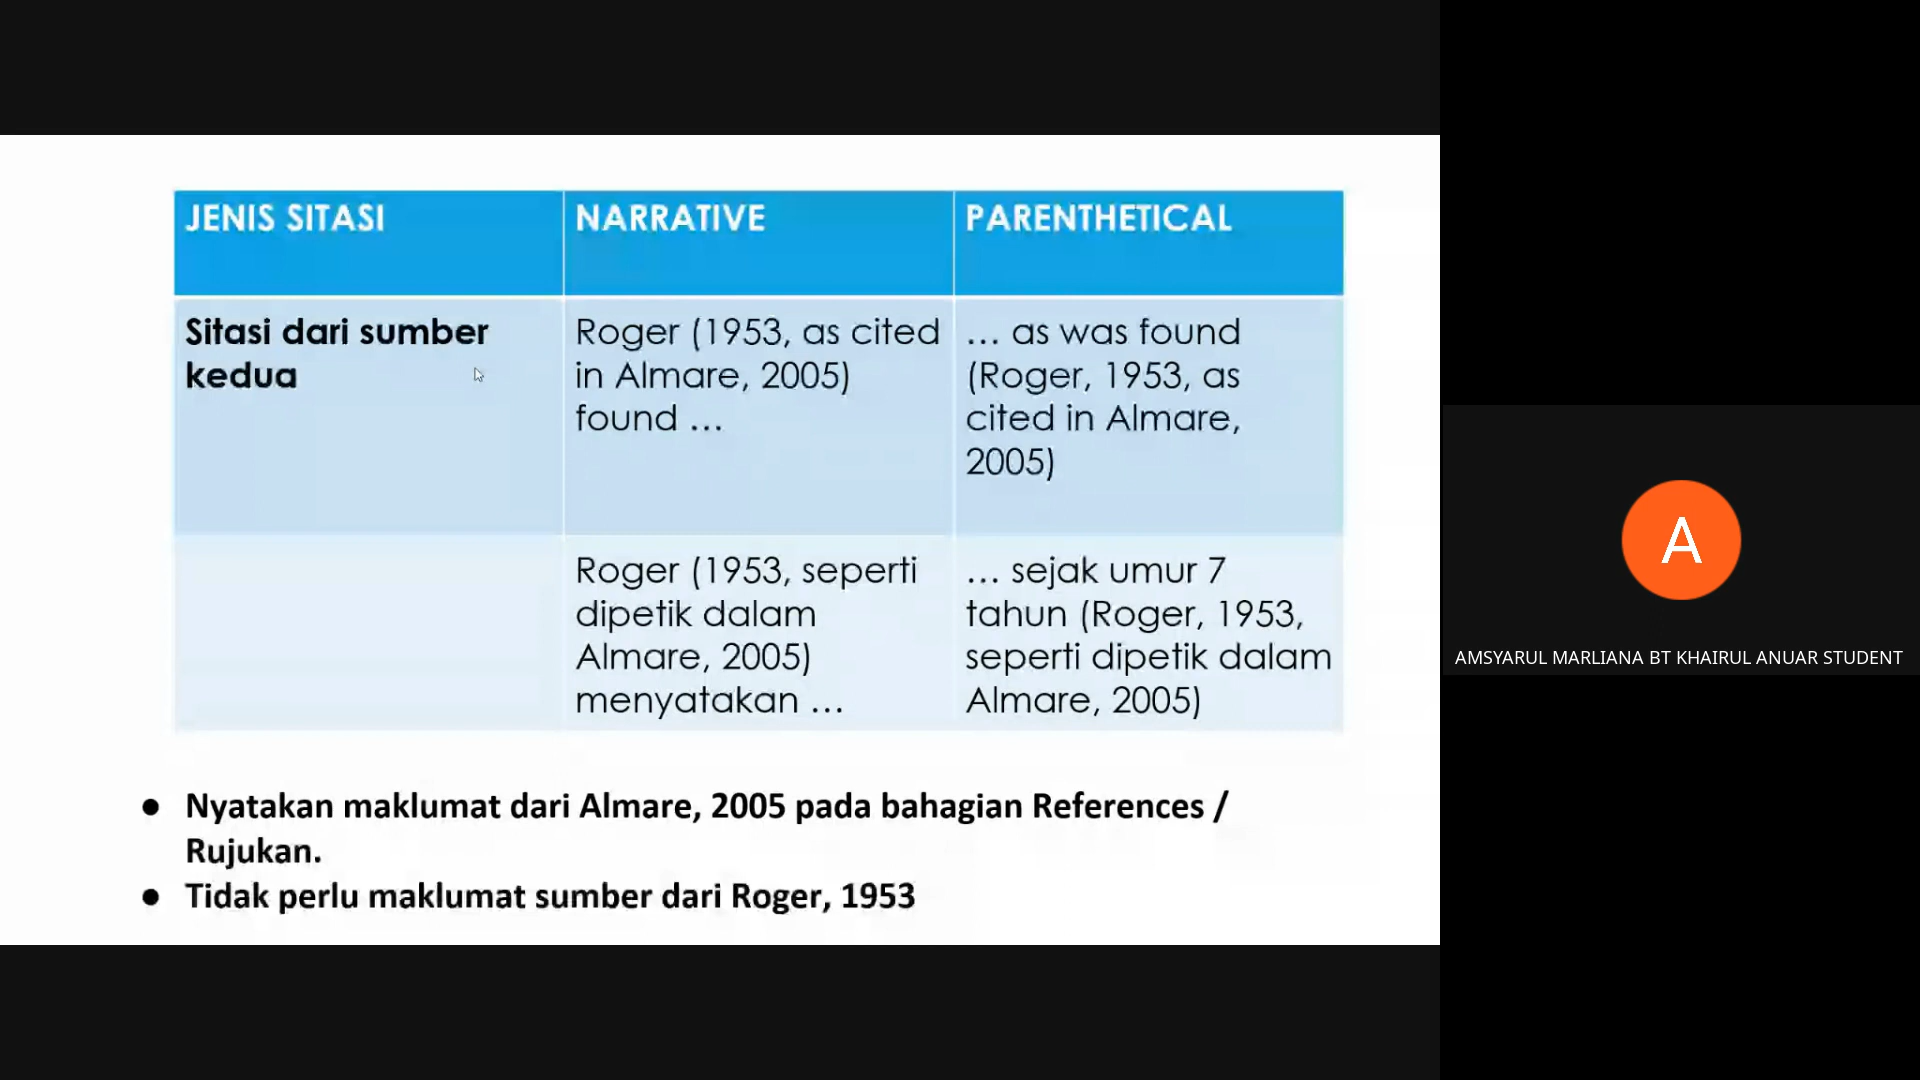 JENIS SITASI
NARRATIVE
PARENTHETICAL
Sitasi dari sumber
kedua
Roger (1953, as cited
in Almare, 2005)
found …
… as was found
(Roger, 1953, as
cited in Almare,
2005)
Roger (1953, seperti
dipetik dalam
Almare, 2005)
menyatakan …
… sejak umur 7
tahun (Roger, 1953,
seperti dipetik dalam
Almare, 2005)
● Nyatakan maklumat dari Almare, 2005 pada bahagian References /
Rujukan.
● Tidak perlu maklumat sumber dari Roger, 1953
A
AMSYARUL MARLIANA BT KHAIRUL ANUAR STUDENT